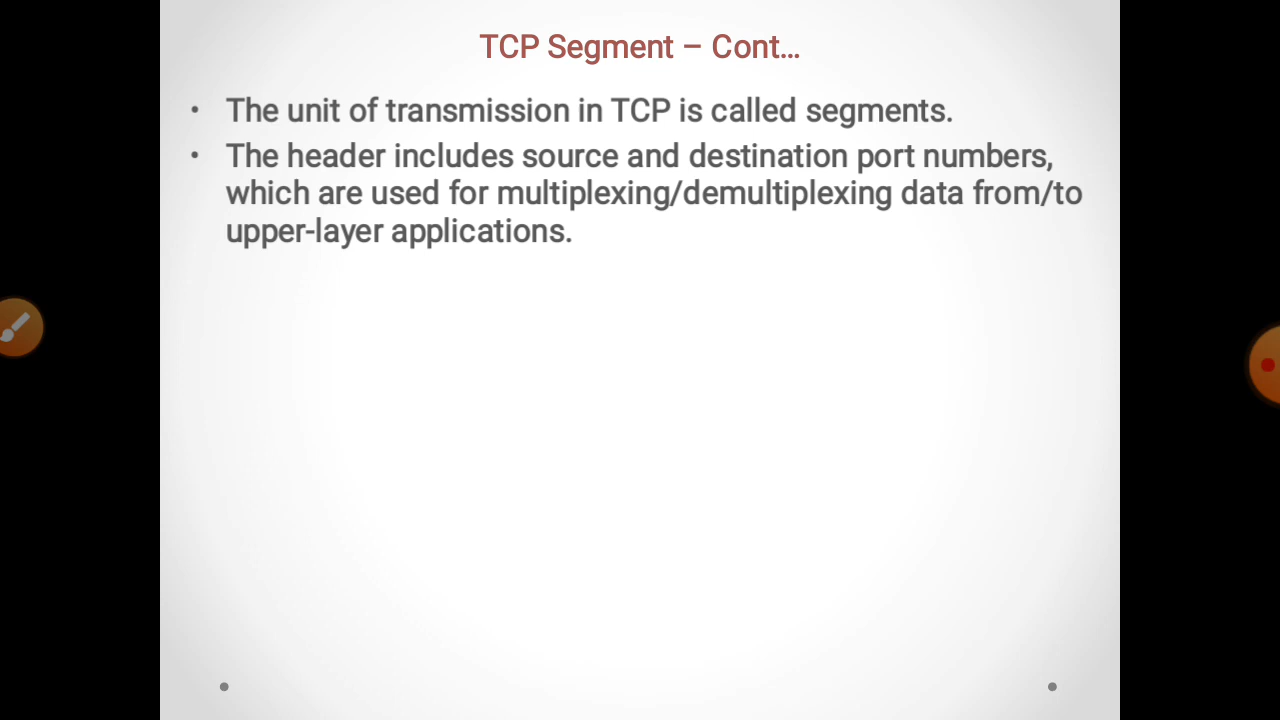 TCP Segment – Cont…
• The unit of transmission in TCP is called segments.
• The header includes source and destination port numbers,
which are used for multiplexing/demultiplexing data from/to
upper-layer applications.